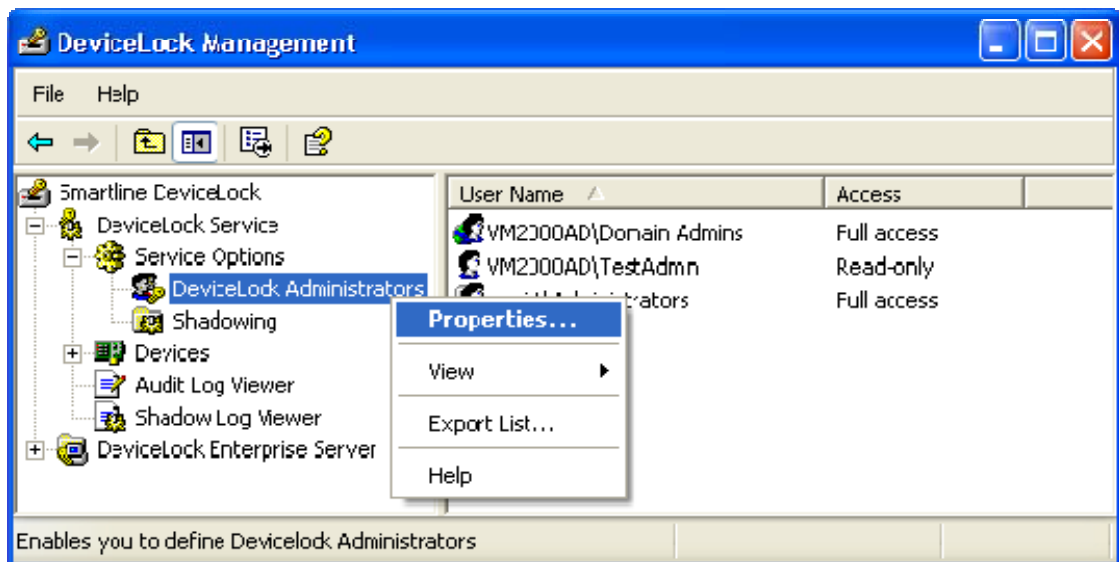 DeviceLock Management
File Help
Smartline DeviceLock
DeviceLock Service
Service Options
DeviceLock Administrators
Shadowing
Devices
Audit Log Viewer
Shadow Log Viewer
DeviceLock Enterprise Server
User Name Access
VM2000AD\Domain Admins Full access
VM2000AD\TestAdmin Read-only
Full access
Properties...
View
Export List...
Help
Enables you to define Devicelock Administrators